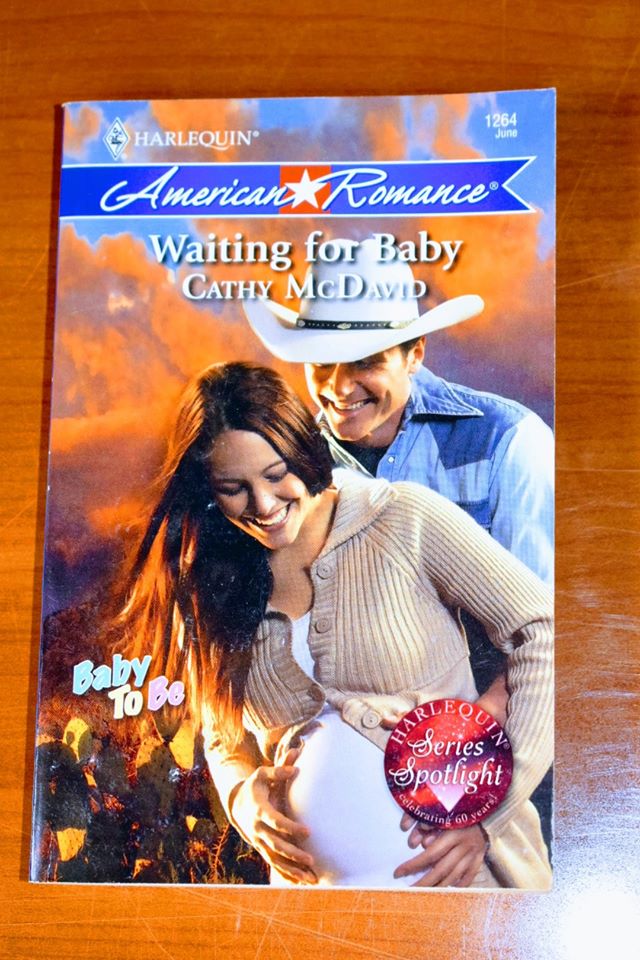 HARLEQUIN®
1264
June
American Romance®
Waiting for Baby
CATHY MCDAVID
Baby
To Be
HARLEQUIN®
Series
Spotlight
celebrating 60 years!